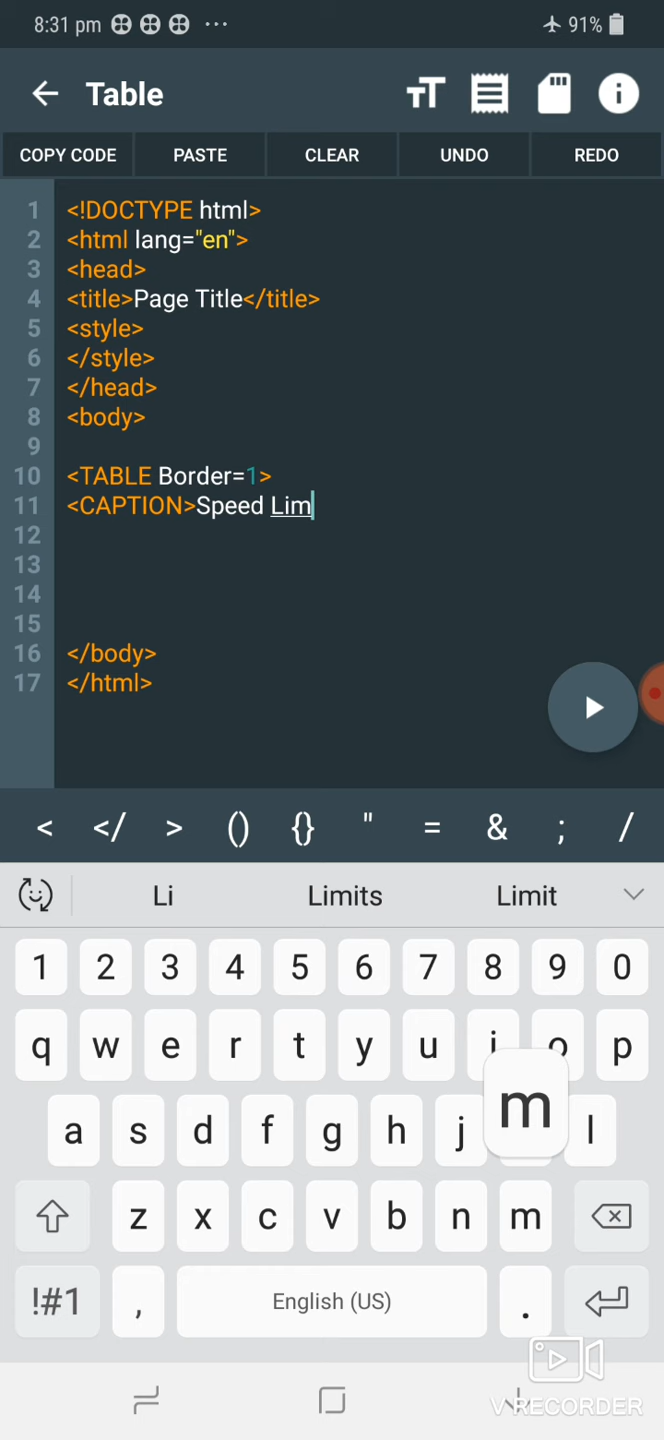 8:31 pm ... 91%
Table
COPY CODE PASTE CLEAR UNDO REDO
1 <!DOCTYPE html>
2 <html lang="en">
3 <head>
4 <title>Page Title</title>
5 <style>
6 </style>
7 </head>
8 <body>
9
10 <TABLE Border=1>
11 <CAPTION>Speed Lim
12
13
14
15
16 </body>
17 </html>
< </ > () {} " = & ; /
Li Limits Limit
1 2 3 4 5 6 7 8 9 0
q w e r t y u i o p
a s d f g h j m l
z x c v b n m
!#1 , English (US) .
V RECORDER